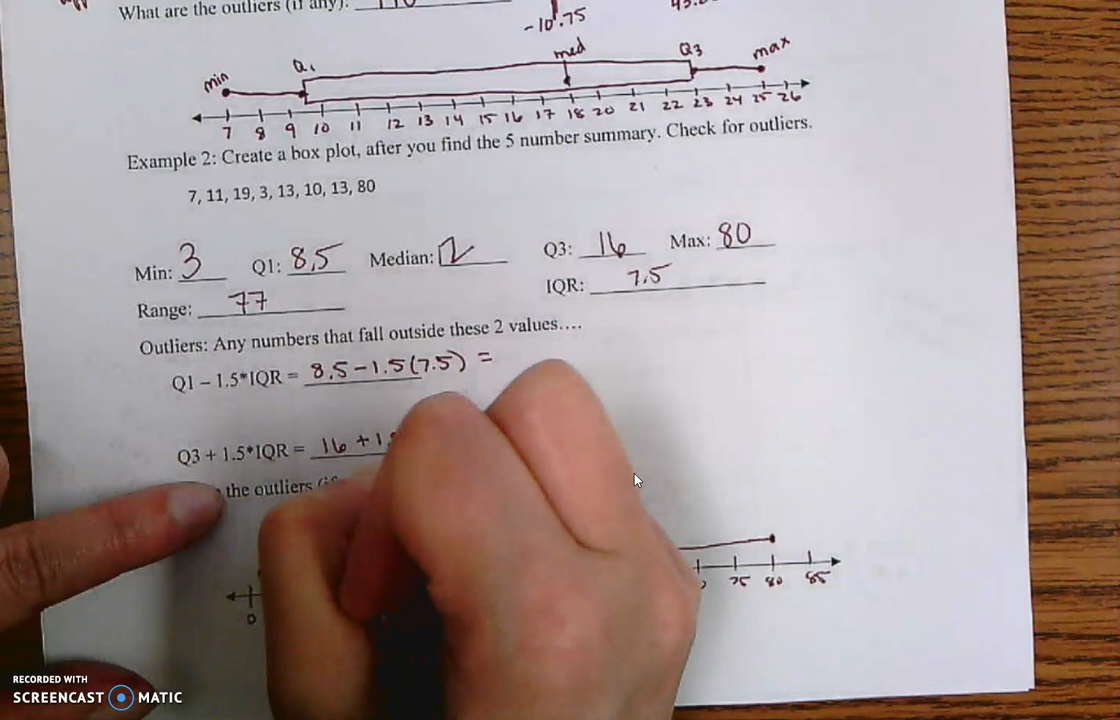 What are the outliers (if any):
-10.75
min Q1 med Q3 max
7 8 9 10 11 12 13 14 15 16 17 18 20 21 22 23 24 25 26
Example 2: Create a box plot, after you find the 5 number summary. Check for outliers.
7, 11, 19, 3, 13, 10, 13, 80
Min: 3 Q1: 8.5 Median: 12 Q3: 16 Max: 80
Range: 77 IQR: 7.5
Outliers: Any numbers that fall outside these 2 values....
Q1 – 1.5*IQR = 8.5 - 1.5(7.5) =
Q3 + 1.5*IQR = 16 + 1.
the outliers
0 75 80 85
RECORDED WITH
SCREENCAST MATIC